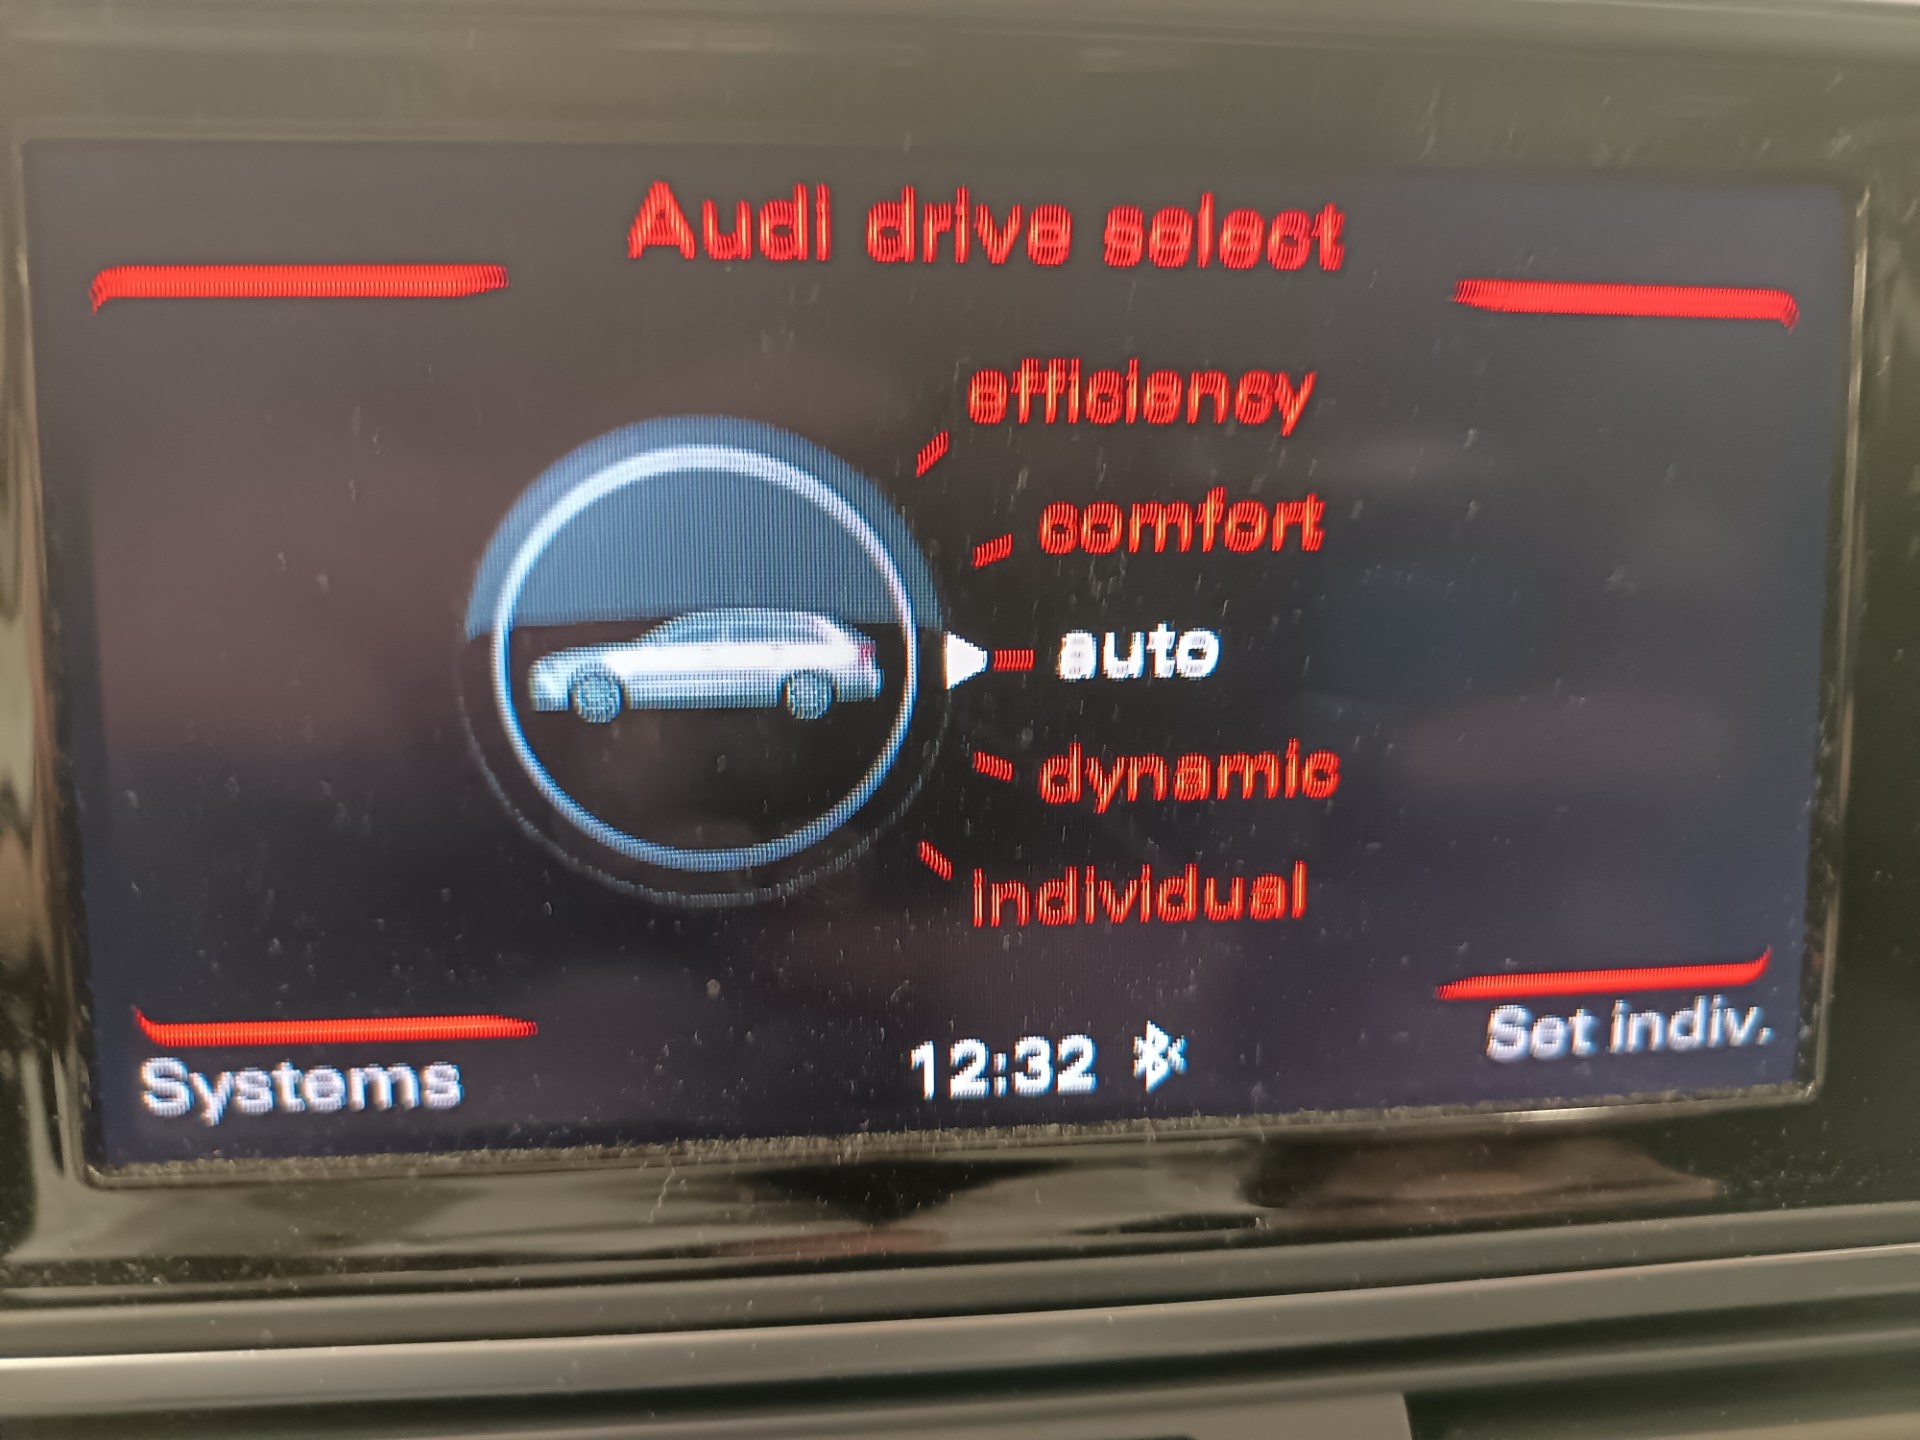 Audi drive select
efficiency
comfort
auto
dynamic
individual
Systems
12:32
Set indiv.